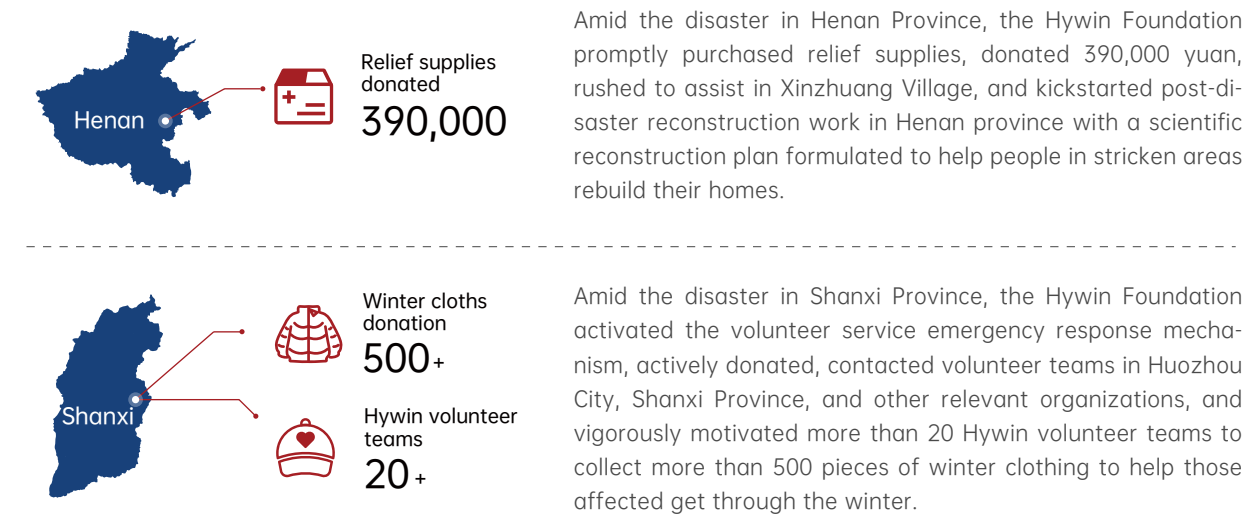 Henan
Relief supplies
donated
390,000
Amid the disaster in Henan Province, the Hywin Foundation
promptly purchased relief supplies, donated 390,000 yuan,
rushed to assist in Xinzhuang Village, and kickstarted post-di-
saster reconstruction work in Henan province with a scientific
reconstruction plan formulated to help people in stricken areas
rebuild their homes.
Shanxi
Winter cloths
donation
500+
Hywin volunteer
teams
20+
Amid the disaster in Shanxi Province, the Hywin Foundation
activated the volunteer service emergency response mecha-
nism, actively donated, contacted volunteer teams in Huozhou
City, Shanxi Province, and other relevant organizations, and
vigorously motivated more than 20 Hywin volunteer teams to
collect more than 500 pieces of winter clothing to help those
affected get through the winter.